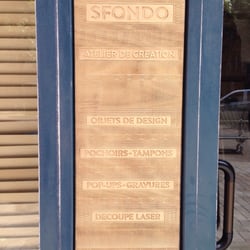 SFONDO
ATELIER DE CREATION
OBJETS DE DESIGN
POCHOIRS-TAMPONS
POP-UPS-GRAVURES
DECOUPE LASER